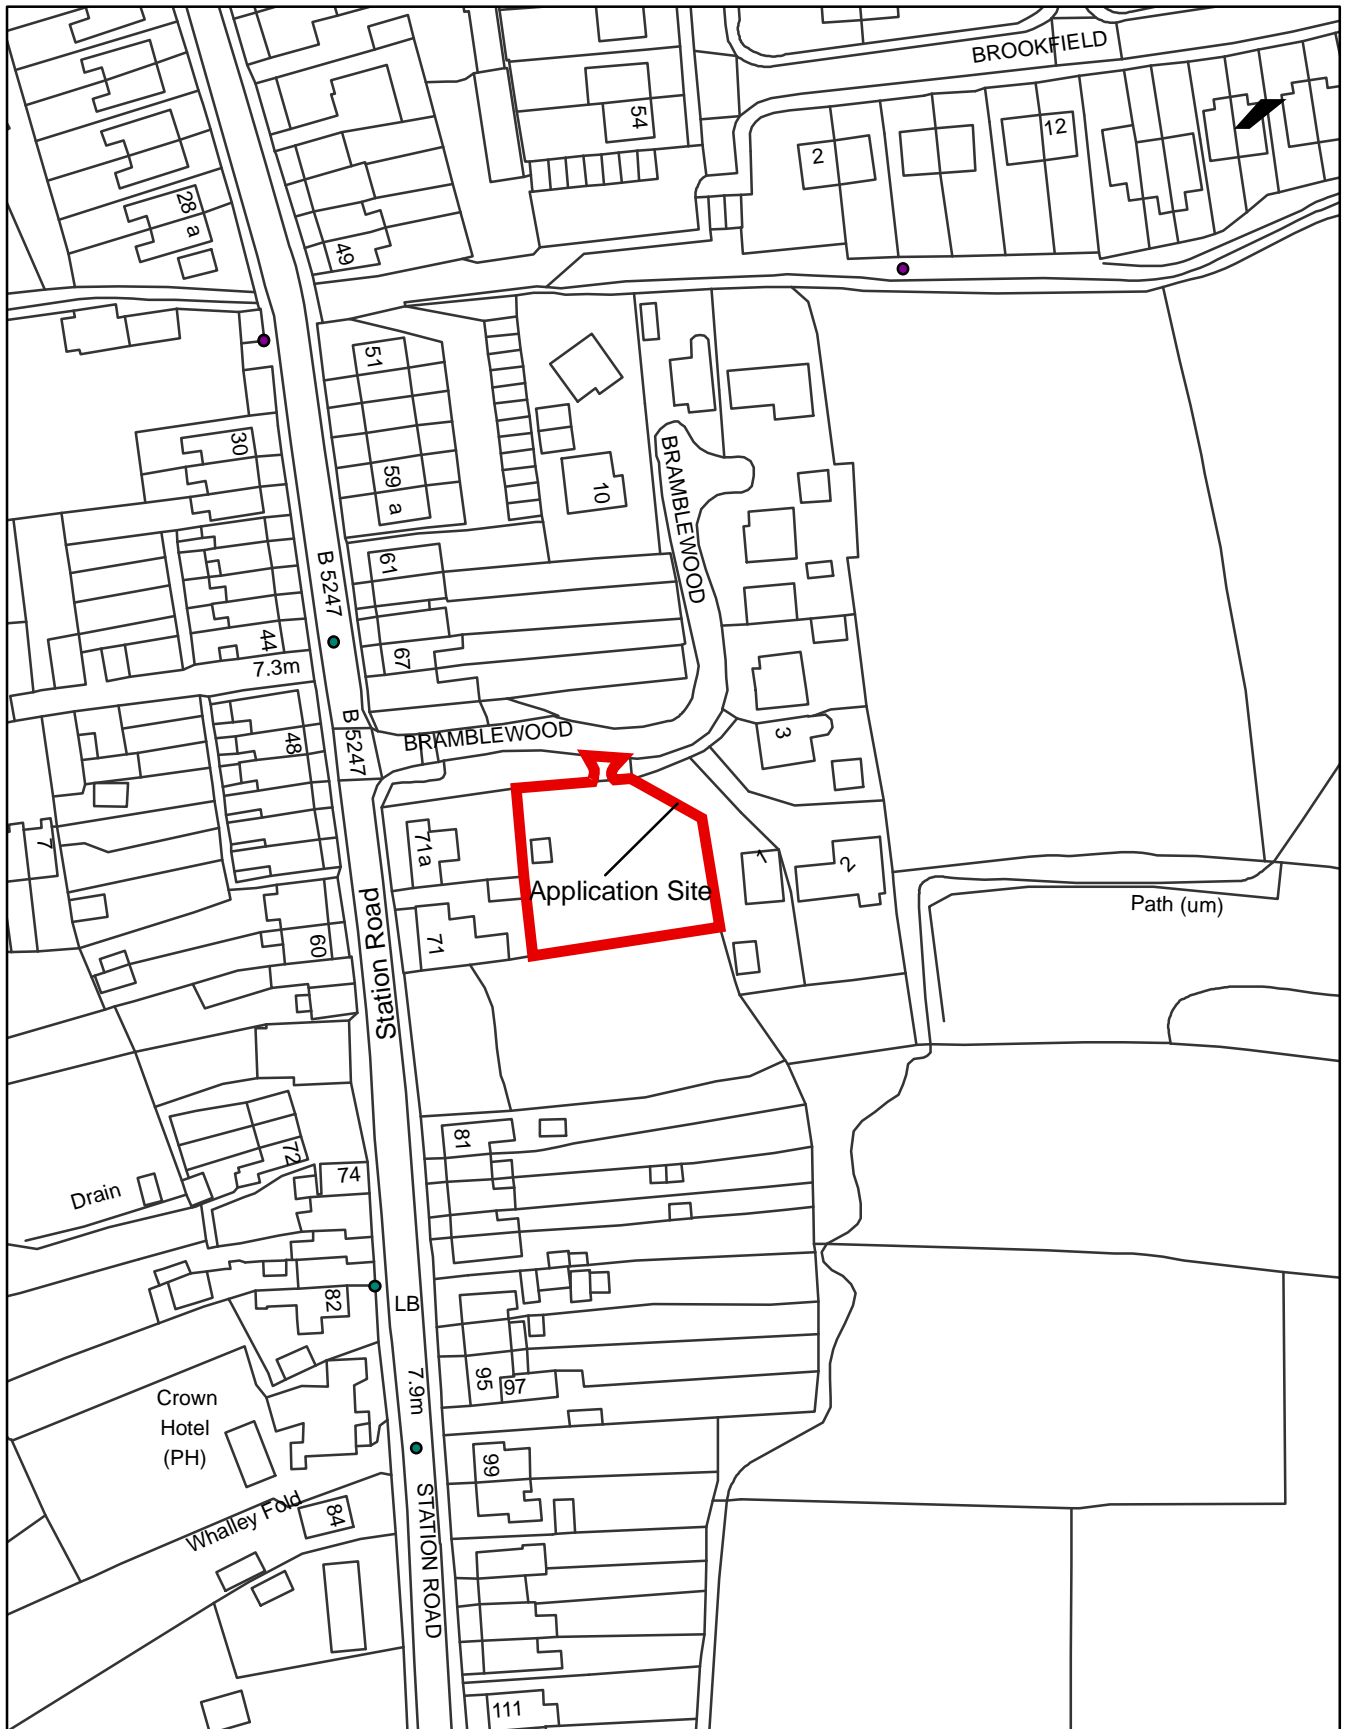 BROOKFIELD
54
12
2
28 a
49
51
30
59 a
10
BRAMBLEWOOD
B 5247
61
44
7.3m
67
B 5247
BRAMBLEWOOD
48
3
7
71a
1
2
Application Site
Path (um)
Station Road
60
71
81
72
74
Drain
82
LB
7.9m
95
97
Crown
Hotel
(PH)
99
Whalley Fold
84
STATION ROAD
111